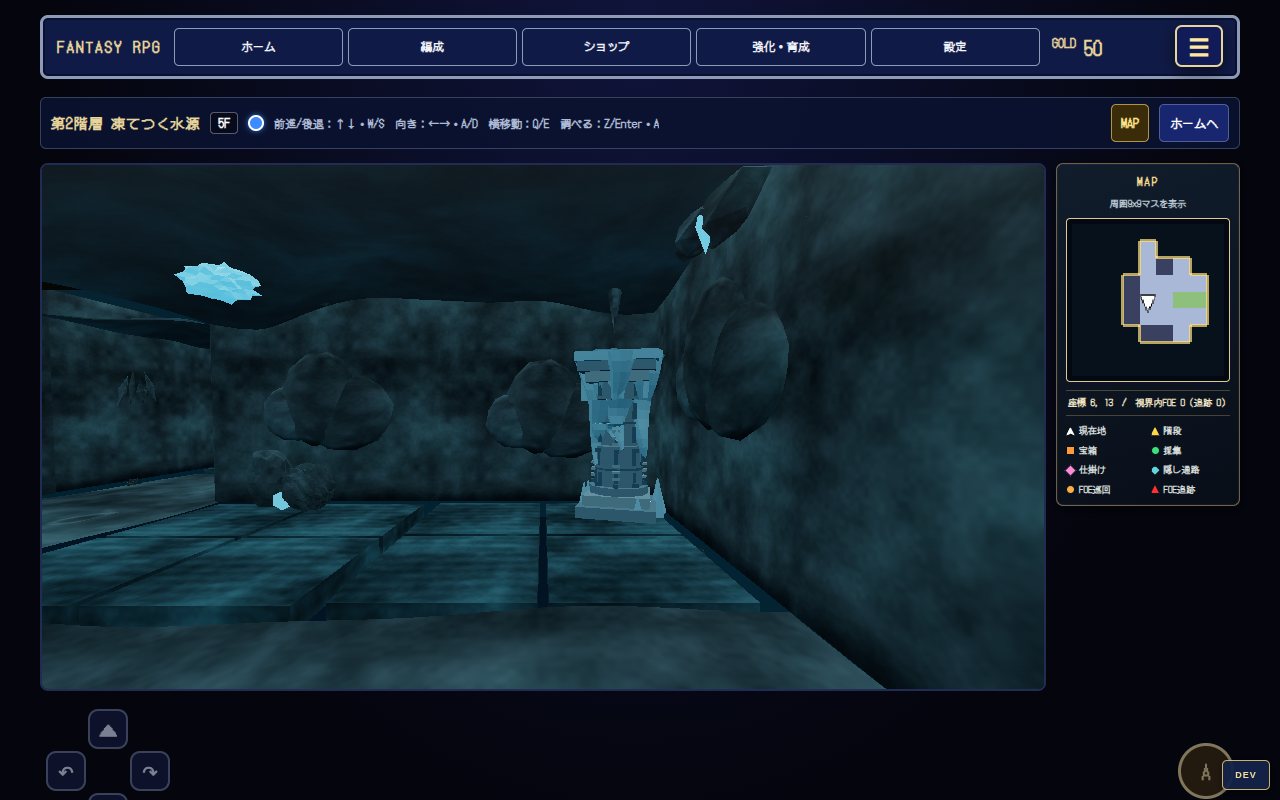 FANTASY RPG
ホーム
編成
ショップ
強化・育成
設定
GOLD 50
第2階層 凍てつく水源
5F
前進/後退：↑↓・W/S 向き：←→・A/D 横移動：Q/E 調べる：Z/Enter・A
MAP
ホームへ
MAP
周囲9x9マスを表示
座標 6, 13 / 視界内FOE 0（追跡 0）
現在地
階段
宝箱
採集
仕掛け
隠し通路
FOE巡回
FOE追跡
A
DEV